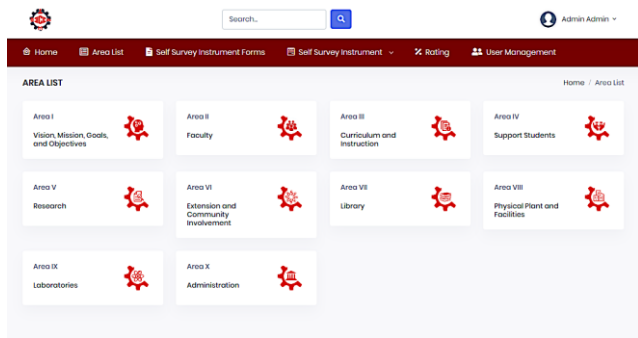 Search..
Admin Admin
Home
Area List
Self Survey Instrument Forms
Self Survey Instrument
Rating
User Management
AREA LIST
Home / Area List
Area I
Vision, Mission, Goals,
and Objectives
Area II
Faculty
Area III
Curriculum and
Instruction
Area IV
Support Students
Area V
Research
Area VI
Extension and
Community
Involvement
Area VII
Library
Area VIII
Physical Plant and
Facilities
Area IX
Laboratories
Area X
Administration